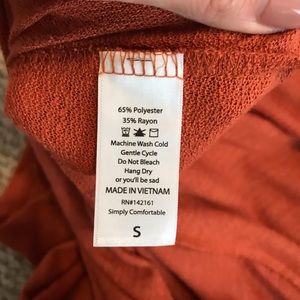 65% Polyester
35% Rayon
Machine Wash Cold
Gentle Cycle
Do Not Bleach
Hang Dry
or you'll be sad
MADE IN VIETNAM
RN#142161
Simply Comfortable
S